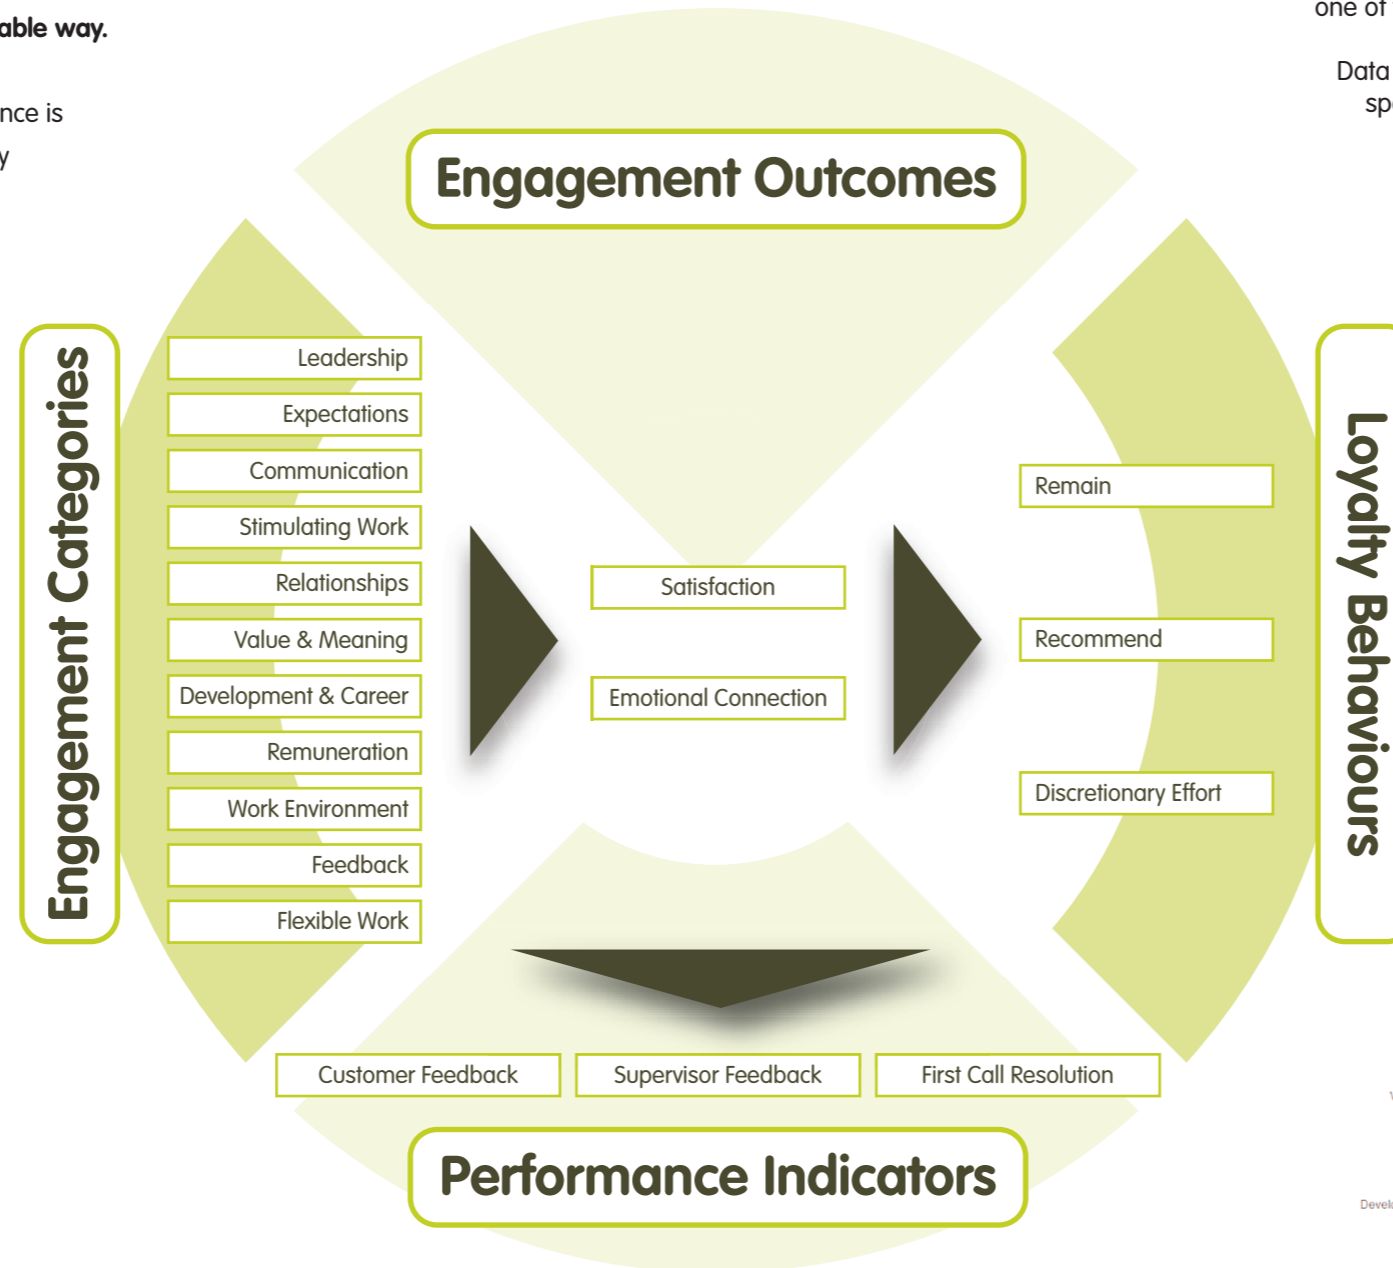 able way.
nce is
y
one of
Data
Engagement Outcomes
Engagement Categories
Leadership
Expectations
Communication
Stimulating Work
Relationships
Value & Meaning
Development & Career
Remuneration
Work Environment
Feedback
Flexible Work
Satisfaction
Emotional Connection
Remain
Recommend
Discretionary Effort
Loyalty Behaviours
Customer Feedback
Supervisor Feedback
First Call Resolution
Performance Indicators